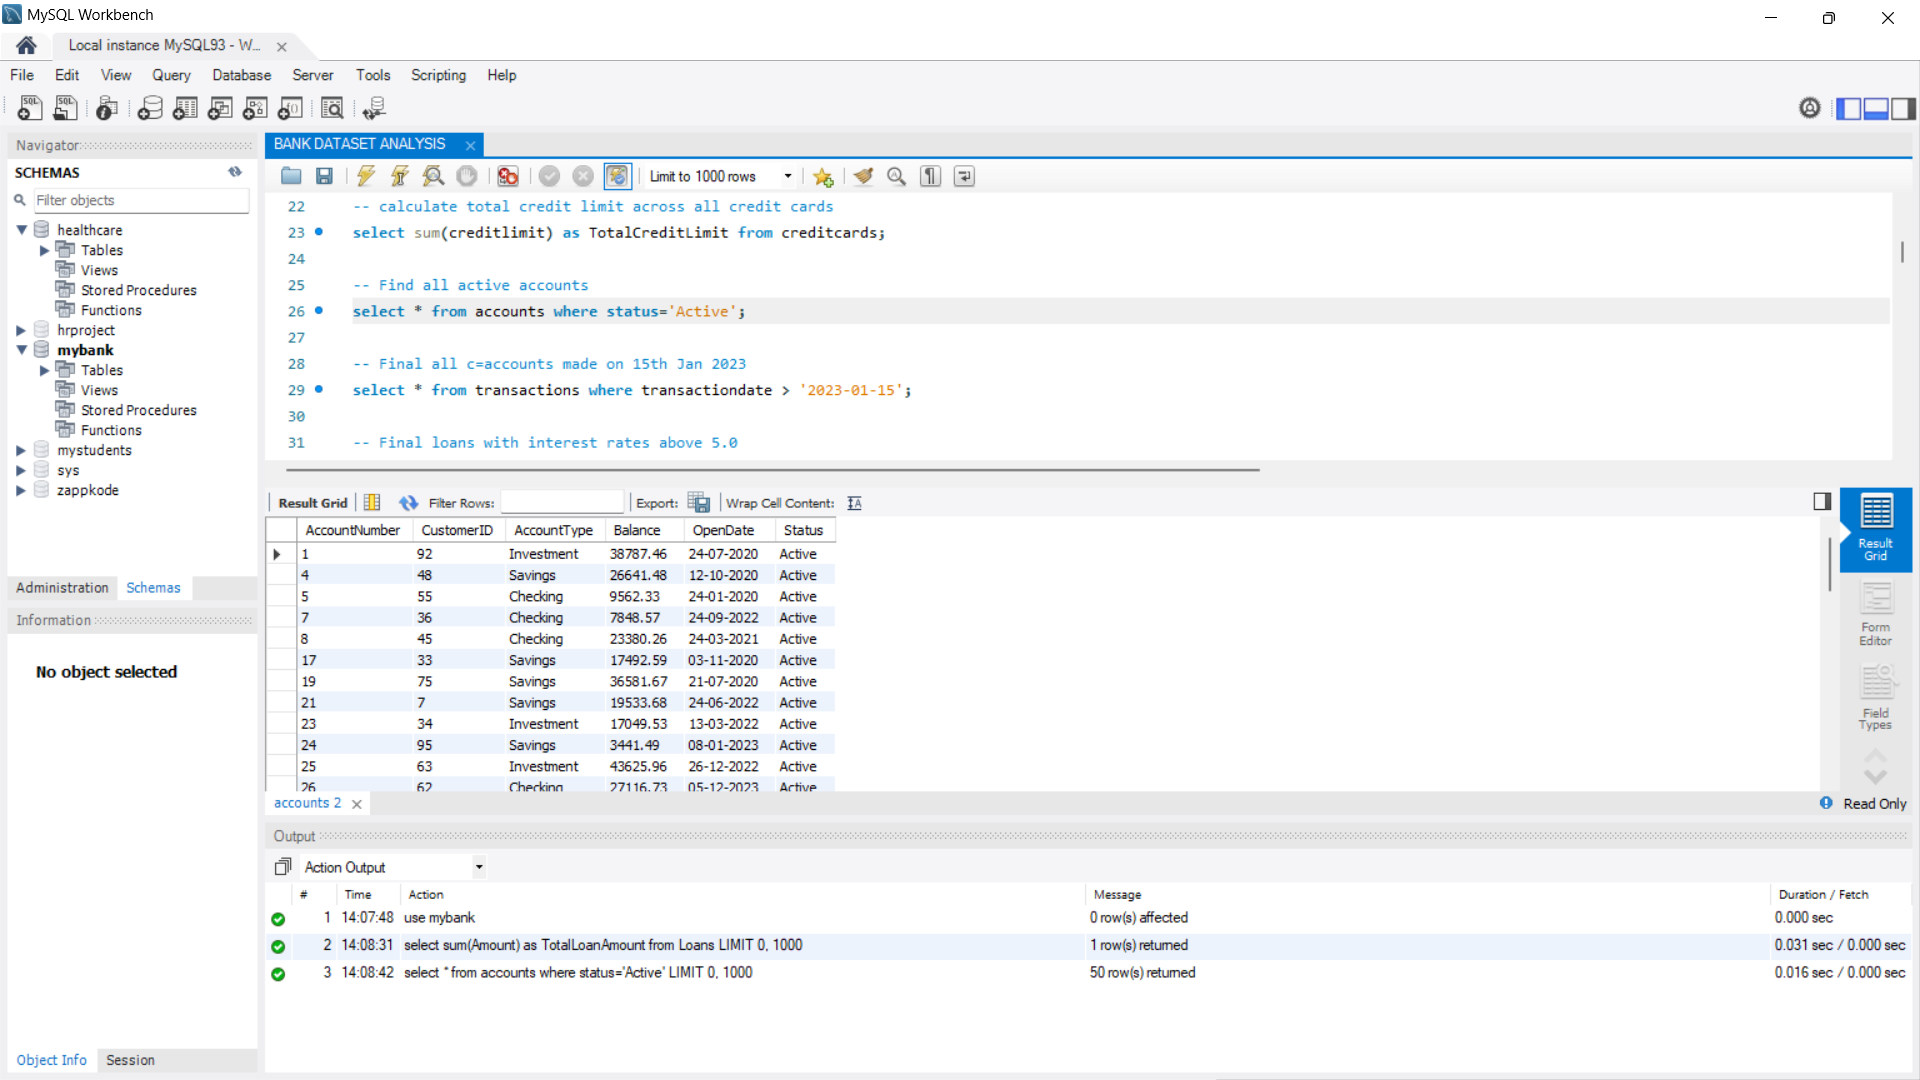 MySQL Workbench
Local instance MySQL93 - W...
File Edit View Query Database Server Tools Scripting Help
Navigator
SCHEMAS
Filter objects
healthcare
Tables
Views
Stored Procedures
Functions
hrproject
mybank
Tables
Views
Stored Procedures
Functions
mystudents
sys
zappkode
Administration Schemas
Information
No object selected
Object Info Session
BANK DATASET ANALYSIS
Limit to 1000 rows
22 -- calculate total credit limit across all credit cards
23 select sum(creditlimit) as TotalCreditLimit from creditcards;
24
25 -- Find all active accounts
26 select * from accounts where status='Active';
27
28 -- Final all c=accounts made on 15th Jan 2023
29 select * from transactions where transactiondate > '2023-01-15';
30
31 -- Final loans with interest rates above 5.0
Result Grid Filter Rows: Export: Wrap Cell Content:
AccountNumber CustomerID AccountType Balance OpenDate Status
1 92 Investment 38787.46 24-07-2020 Active
4 48 Savings 26641.48 12-10-2020 Active
5 55 Checking 9562.33 24-01-2020 Active
7 36 Checking 7848.57 24-09-2022 Active
8 45 Checking 23380.26 24-03-2021 Active
17 33 Savings 17492.59 03-11-2020 Active
19 75 Savings 36581.67 21-07-2020 Active
21 7 Savings 19533.68 24-06-2022 Active
23 34 Investment 17049.53 13-03-2022 Active
24 95 Savings 3441.49 08-01-2023 Active
25 63 Investment 43625.96 26-12-2022 Active
26 62 Checking 27116.73 05-12-2023 Active
Result
Grid
Form
Editor
Field
Types
accounts 2
Read Only
Output
Action Output
# Time Action Message Duration / Fetch
1 14:07:48 use mybank 0 row(s) affected 0.000 sec
2 14:08:31 select sum(Amount) as TotalLoanAmount from Loans LIMIT 0, 1000 1 row(s) returned 0.031 sec / 0.000 sec
3 14:08:42 select * from accounts where status='Active' LIMIT 0, 1000 50 row(s) returned 0.016 sec / 0.000 sec